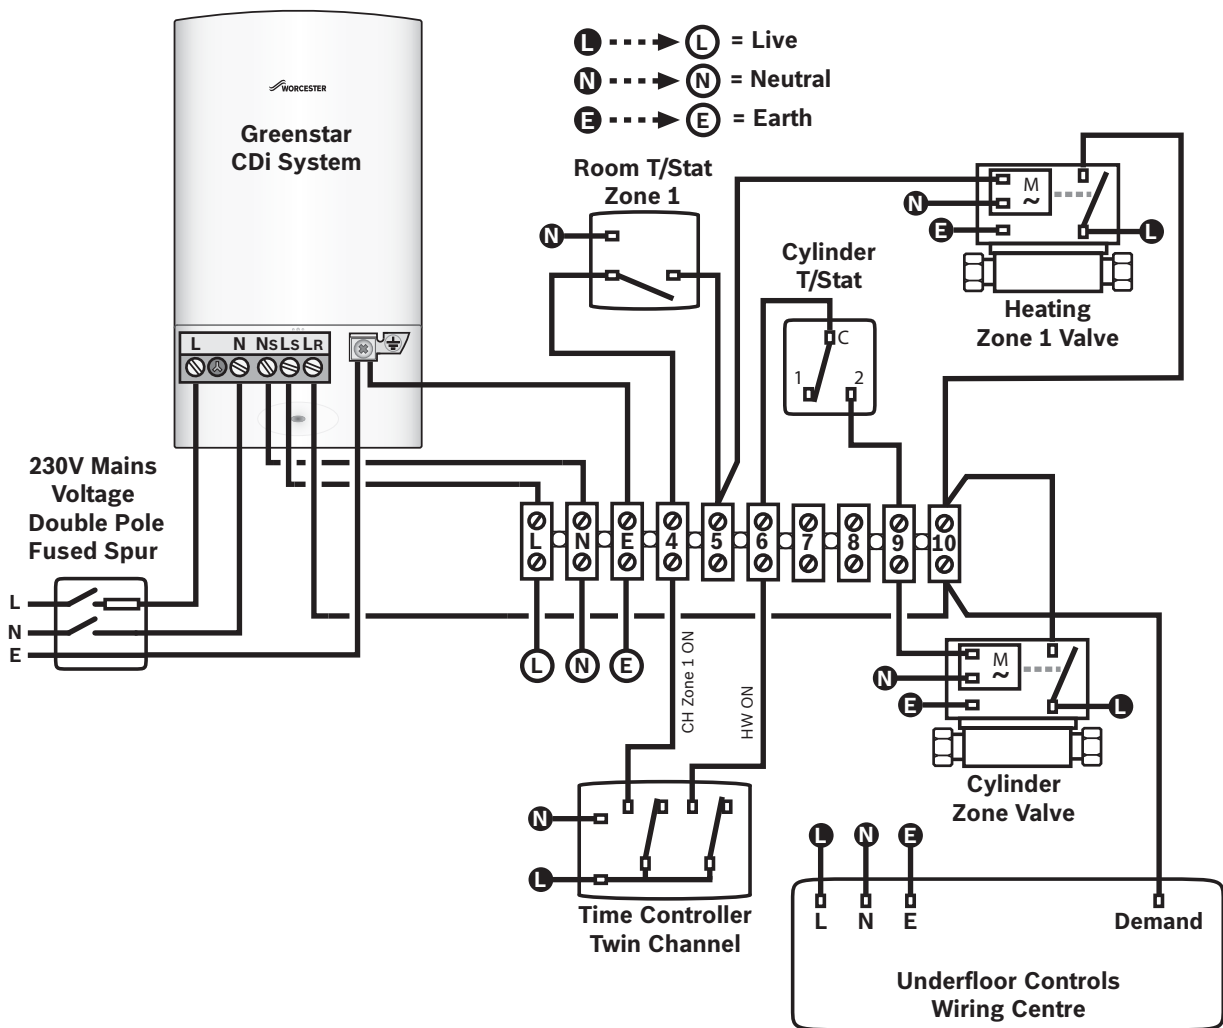 L = Live
N = Neutral
E = Earth
WORCESTER
Greenstar
CDi System
L N NS LS LR
Room T/Stat
Zone 1
N
Cylinder
T/Stat
C
1 2
M
~
N
E
L
Heating
Zone 1 Valve
230V Mains
Voltage
Double Pole
Fused Spur
L
N
E
L N E 4 5 6 7 8 9 10
L N E
CH Zone 1 ON
HW ON
M
~
N
E
L
Cylinder
Zone Valve
N
L
Time Controller
Twin Channel
L N E
L N E Demand
Underfloor Controls
Wiring Centre